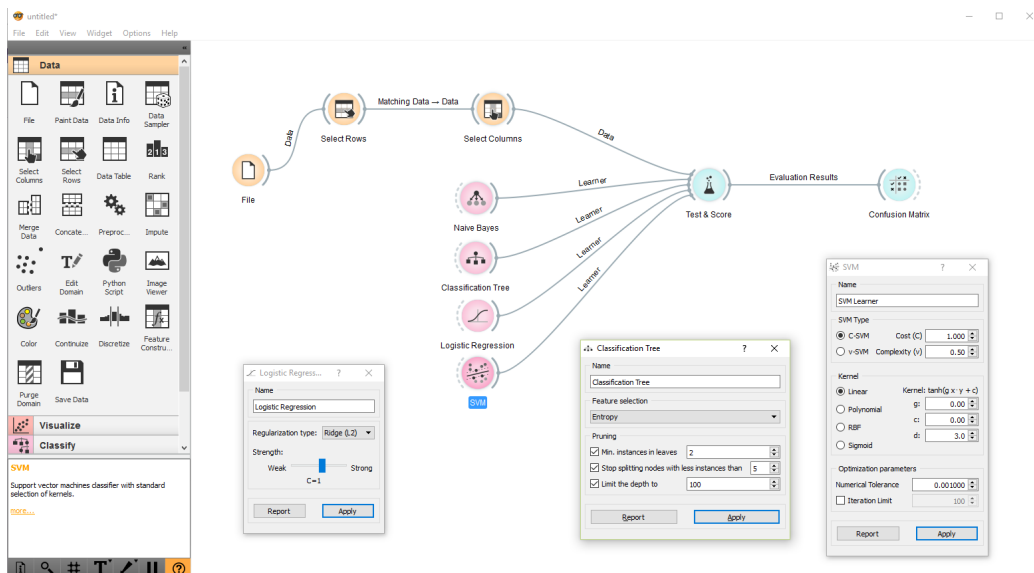 untitled*
File Edit View Widget Options Help
Data
File
Paint Data
Data Info
Data Sampler
Select Columns
Select Rows
Data Table
Rank
Merge Data
Concate...
Preproc...
Impute
Outliers
Edit Domain
Python Script
Image Viewer
Color
Continuize
Discretize
Feature Constru...
Purge Domain
Save Data
Visualize
Classify
SVM
Support vector machines classifier with standard
selection of kernels.
more...
File
Data
Select Rows
Matching Data → Data
Select Columns
Data
Naive Bayes
Learner
Classification Tree
Learner
Logistic Regression
Learner
SVM
Learner
Test & Score
Evaluation Results
Confusion Matrix
Logistic Regress... ? ×
Name
Logistic Regression
Regularization type: Ridge (L2)
Strength:
Weak Strong
C=1
Report Apply
Classification Tree ? ×
Name
Classification Tree
Feature selection
Entropy
Pruning
Min. instances in leaves 2
Stop splitting nodes with less instances than 5
Limit the depth to 100
Report Apply
SVM ? ×
Name
SVM Learner
SVM Type
C-SVM Cost (C) 1.000
ν-SVM Complexity (ν) 0.50
Kernel
Linear Kernel: tanh(g x·y + c)
Polynomial g: 0.00
RBF c: 0.00
Sigmoid d: 3.0
Optimization parameters
Numerical Tolerance 0.001000
Iteration Limit 100
Report Apply